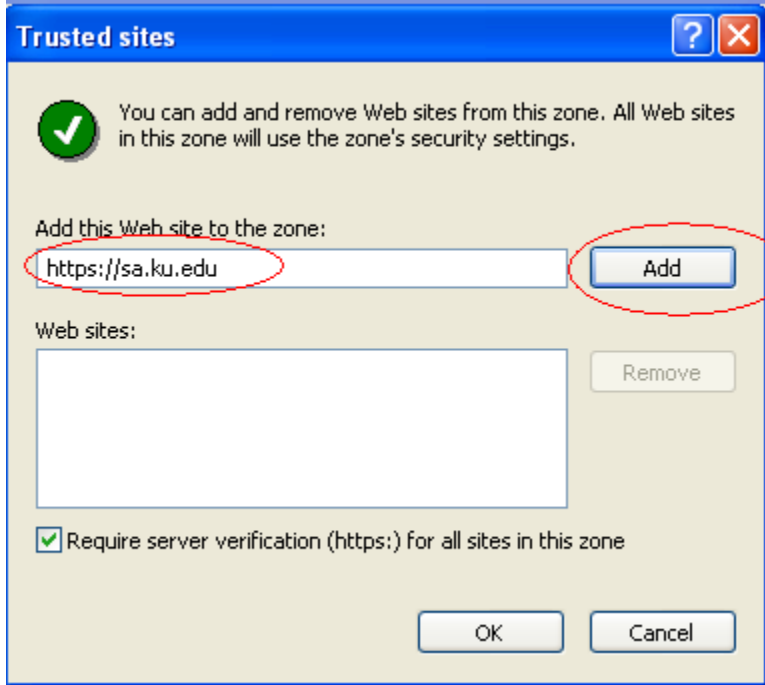 Trusted sites
You can add and remove Web sites from this zone. All Web sites
in this zone will use the zone's security settings.
Add this Web site to the zone:
https://sa.ku.edu
Add
Web sites:
Remove
Require server verification (https:) for all sites in this zone
OK
Cancel